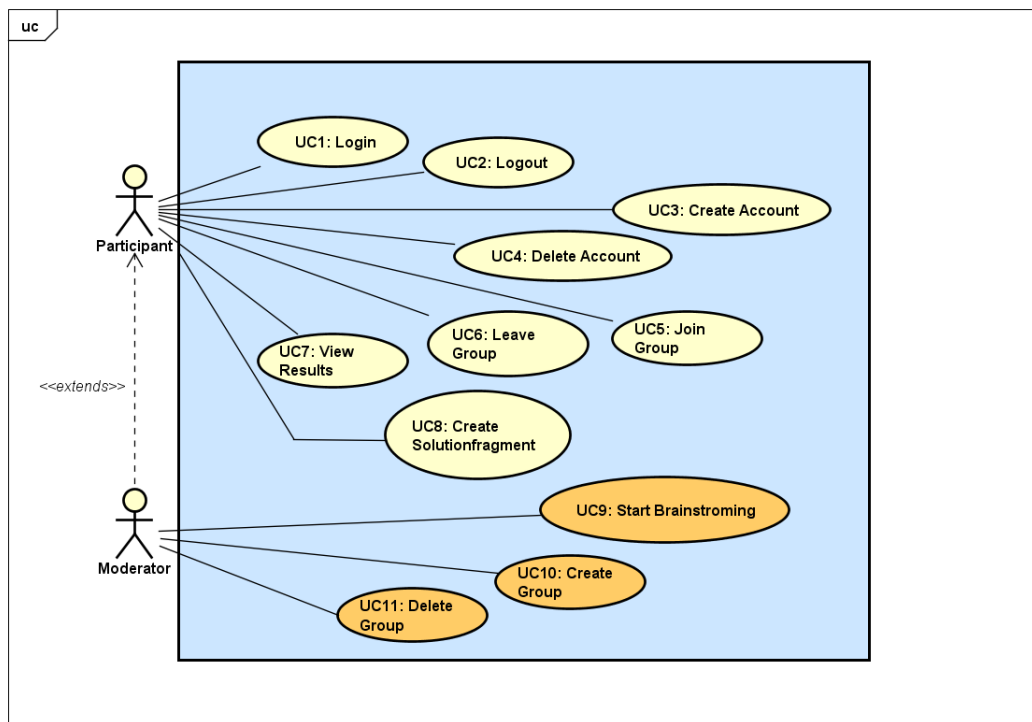 uc
UC1: Login
UC2: Logout
UC3: Create Account
Participant
UC4: Delete Account
UC6: Leave
Group
UC5: Join
Group
UC7: View
Results
<<extends>>
UC8: Create
Solutionfragment
UC9: Start Brainstroming
Moderator
UC10: Create
Group
UC11: Delete
Group